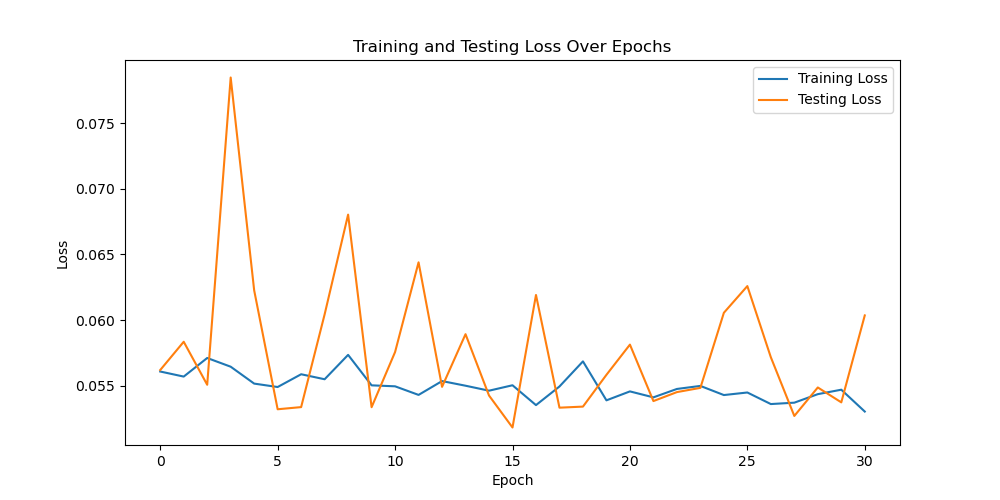 Training and Testing Loss Over Epochs
Training Loss
Testing Loss
0.075
0.070
0.065
0.060
0.055
Loss
0 5 10 15 20 25 30
Epoch